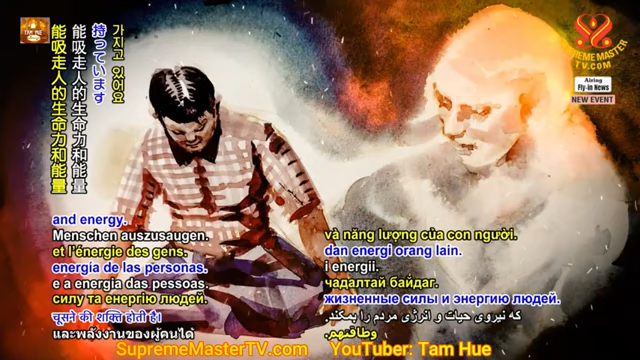 TAM HUE
SUPREME MASTER
TV.COM
Airing
Fly-in News
NEW EVENT
가지고 있어요
持っています
能吸走人的生命力和能量
能吸走人的生命力和能量
and energy.
Menschen auszusaugen.
et l'énergie des gens.
energía de las personas.
e a energia das pessoas.
силу та енергію людей.
चूसने की शक्ति होती है।
และพลังงานของผู้คนได้
và năng lượng của con người.
dan energi orang lain.
i energii.
чадалтай байдаг.
жизненные силы и энергию людей.
که نیروی حیات و انرژی مردم را بمکند.
وطاقتهم.
SupremeMasterTV.com YouTuber: Tam Hue